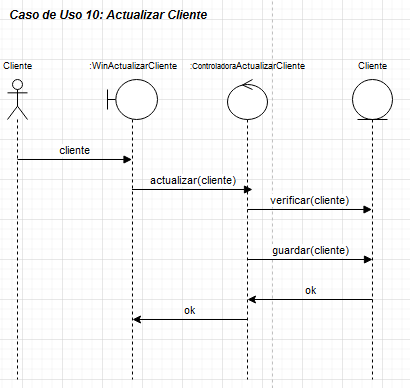 Caso de Uso 10: Actualizar Cliente
Cliente
:WinActualizarCliente
:ControladoraActualizarCliente
Cliente
cliente
actualizar(cliente)
verificar(cliente)
guardar(cliente)
ok
ok